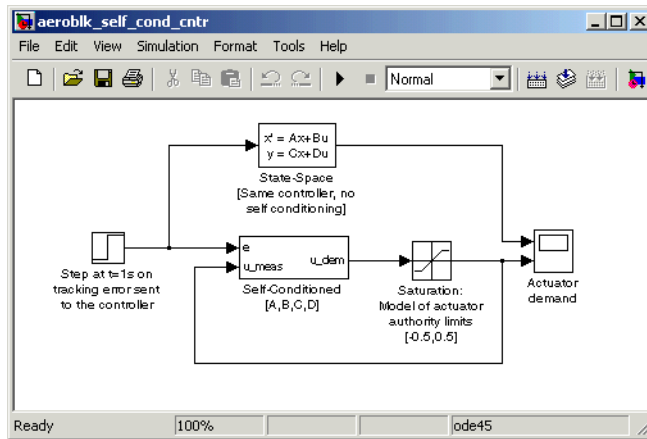 aeroblk_self_cond_cntr
File Edit View Simulation Format Tools Help
Normal
x' = Ax+Bu
y = Cx+Du
State-Space
[Same controller, no
self conditioning]
Step at t=1s on
tracking error sent
to the controller
e
u_meas
u_dem
Self-Conditioned
[A,B,C,D]
Saturation:
Model of actuator
authority limits
[-0.5,0.5]
Actuator
demand
Ready 100% ode45